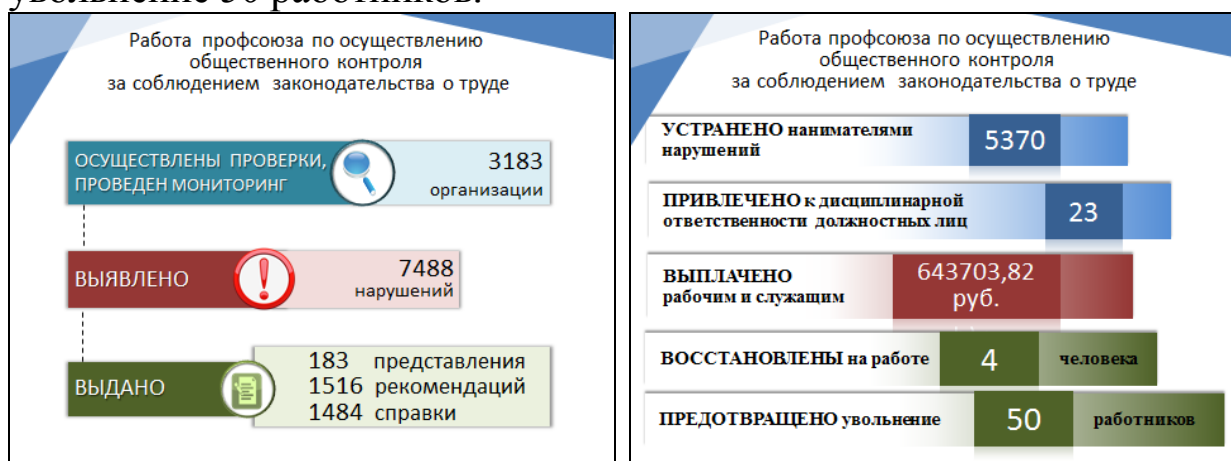 увольнение 50 работников.
Работа профсоюза по осуществлению
общественного контроля
за соблюдением законодательства о труде
ОСУЩЕСТВЛЕНЫ ПРОВЕРКИ,
ПРОВЕДЕН МОНИТОРИНГ
3183
организации
ВЫЯВЛЕНО
7488
нарушений
ВЫДАНО
183 представления
1516 рекомендаций
1484 справки
Работа профсоюза по осуществлению
общественного контроля
за соблюдением законодательства о труде
УСТРАНЕНО нанимателями
нарушений
5370
ПРИВЛЕЧЕНО к дисциплинарной
ответственности должностных лиц
23
ВЫПЛАЧЕНО
рабочим и служащим
643703,82
руб.
ВОССТАНОВЛЕНЫ на работе
4
человека
ПРЕДОТВРАЩЕНО увольнение
50
работников